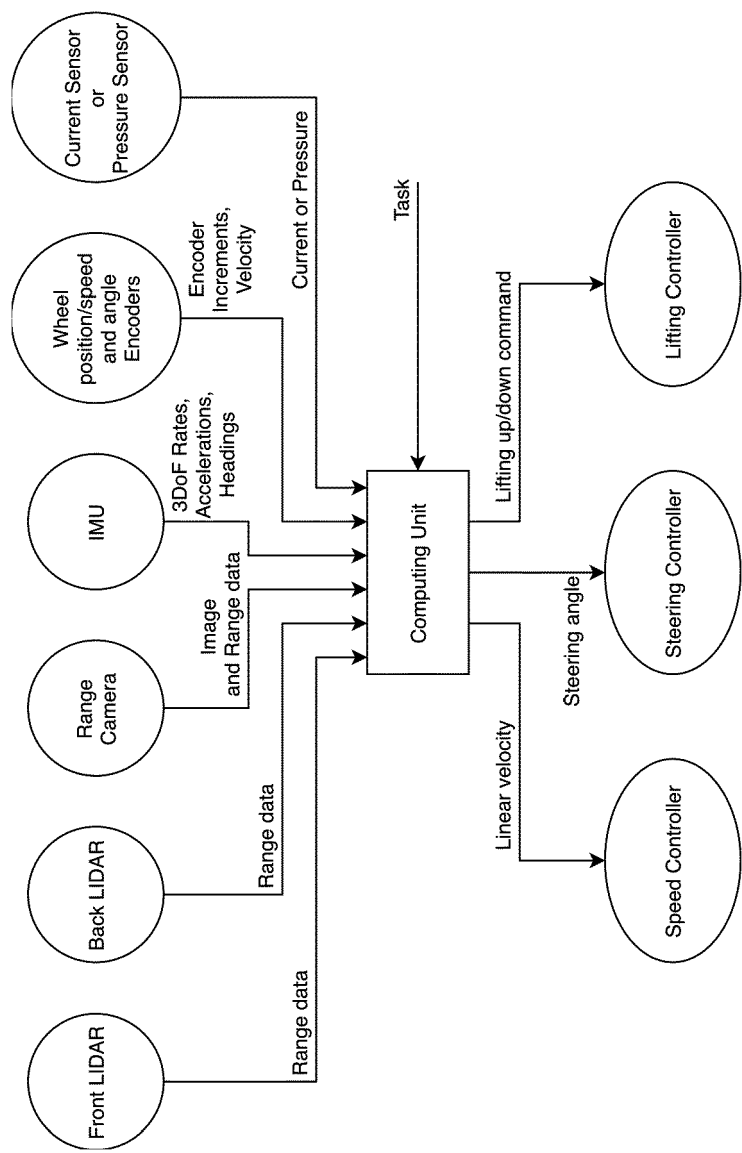 Front LIDAR
Back LIDAR
Range
Camera
IMU
Wheel
position/speed
and angle
Encoders
Current Sensor
or
Pressure Sensor
Range data
Range data
Image
and Range data
3DoF Rates,
Accelerations,
Headings
Encoder
Increments,
Velocity
Current or Pressure
Computing Unit
Task
Linear velocity
Steering angle
Lifting up/down command
Speed Controller
Steering Controller
Lifting Controller